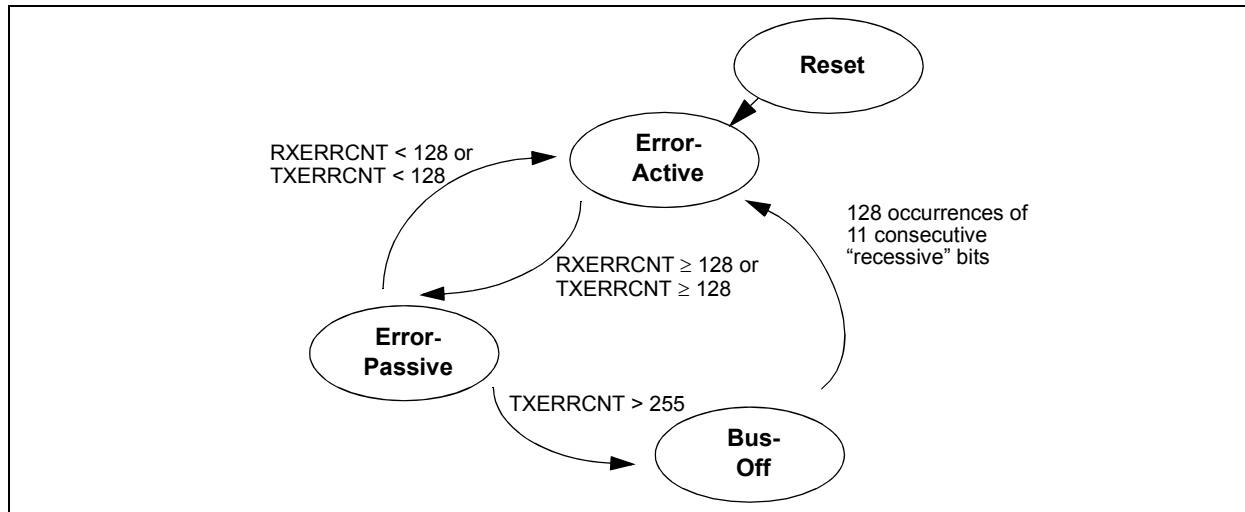 Reset
Error-
Active
RXERRCNT < 128 or
TXERRCNT < 128
128 occurrences of
11 consecutive
“recessive” bits
RXERRCNT ≥ 128 or
TXERRCNT ≥ 128
Error-
Passive
TXERRCNT > 255
Bus-
Off